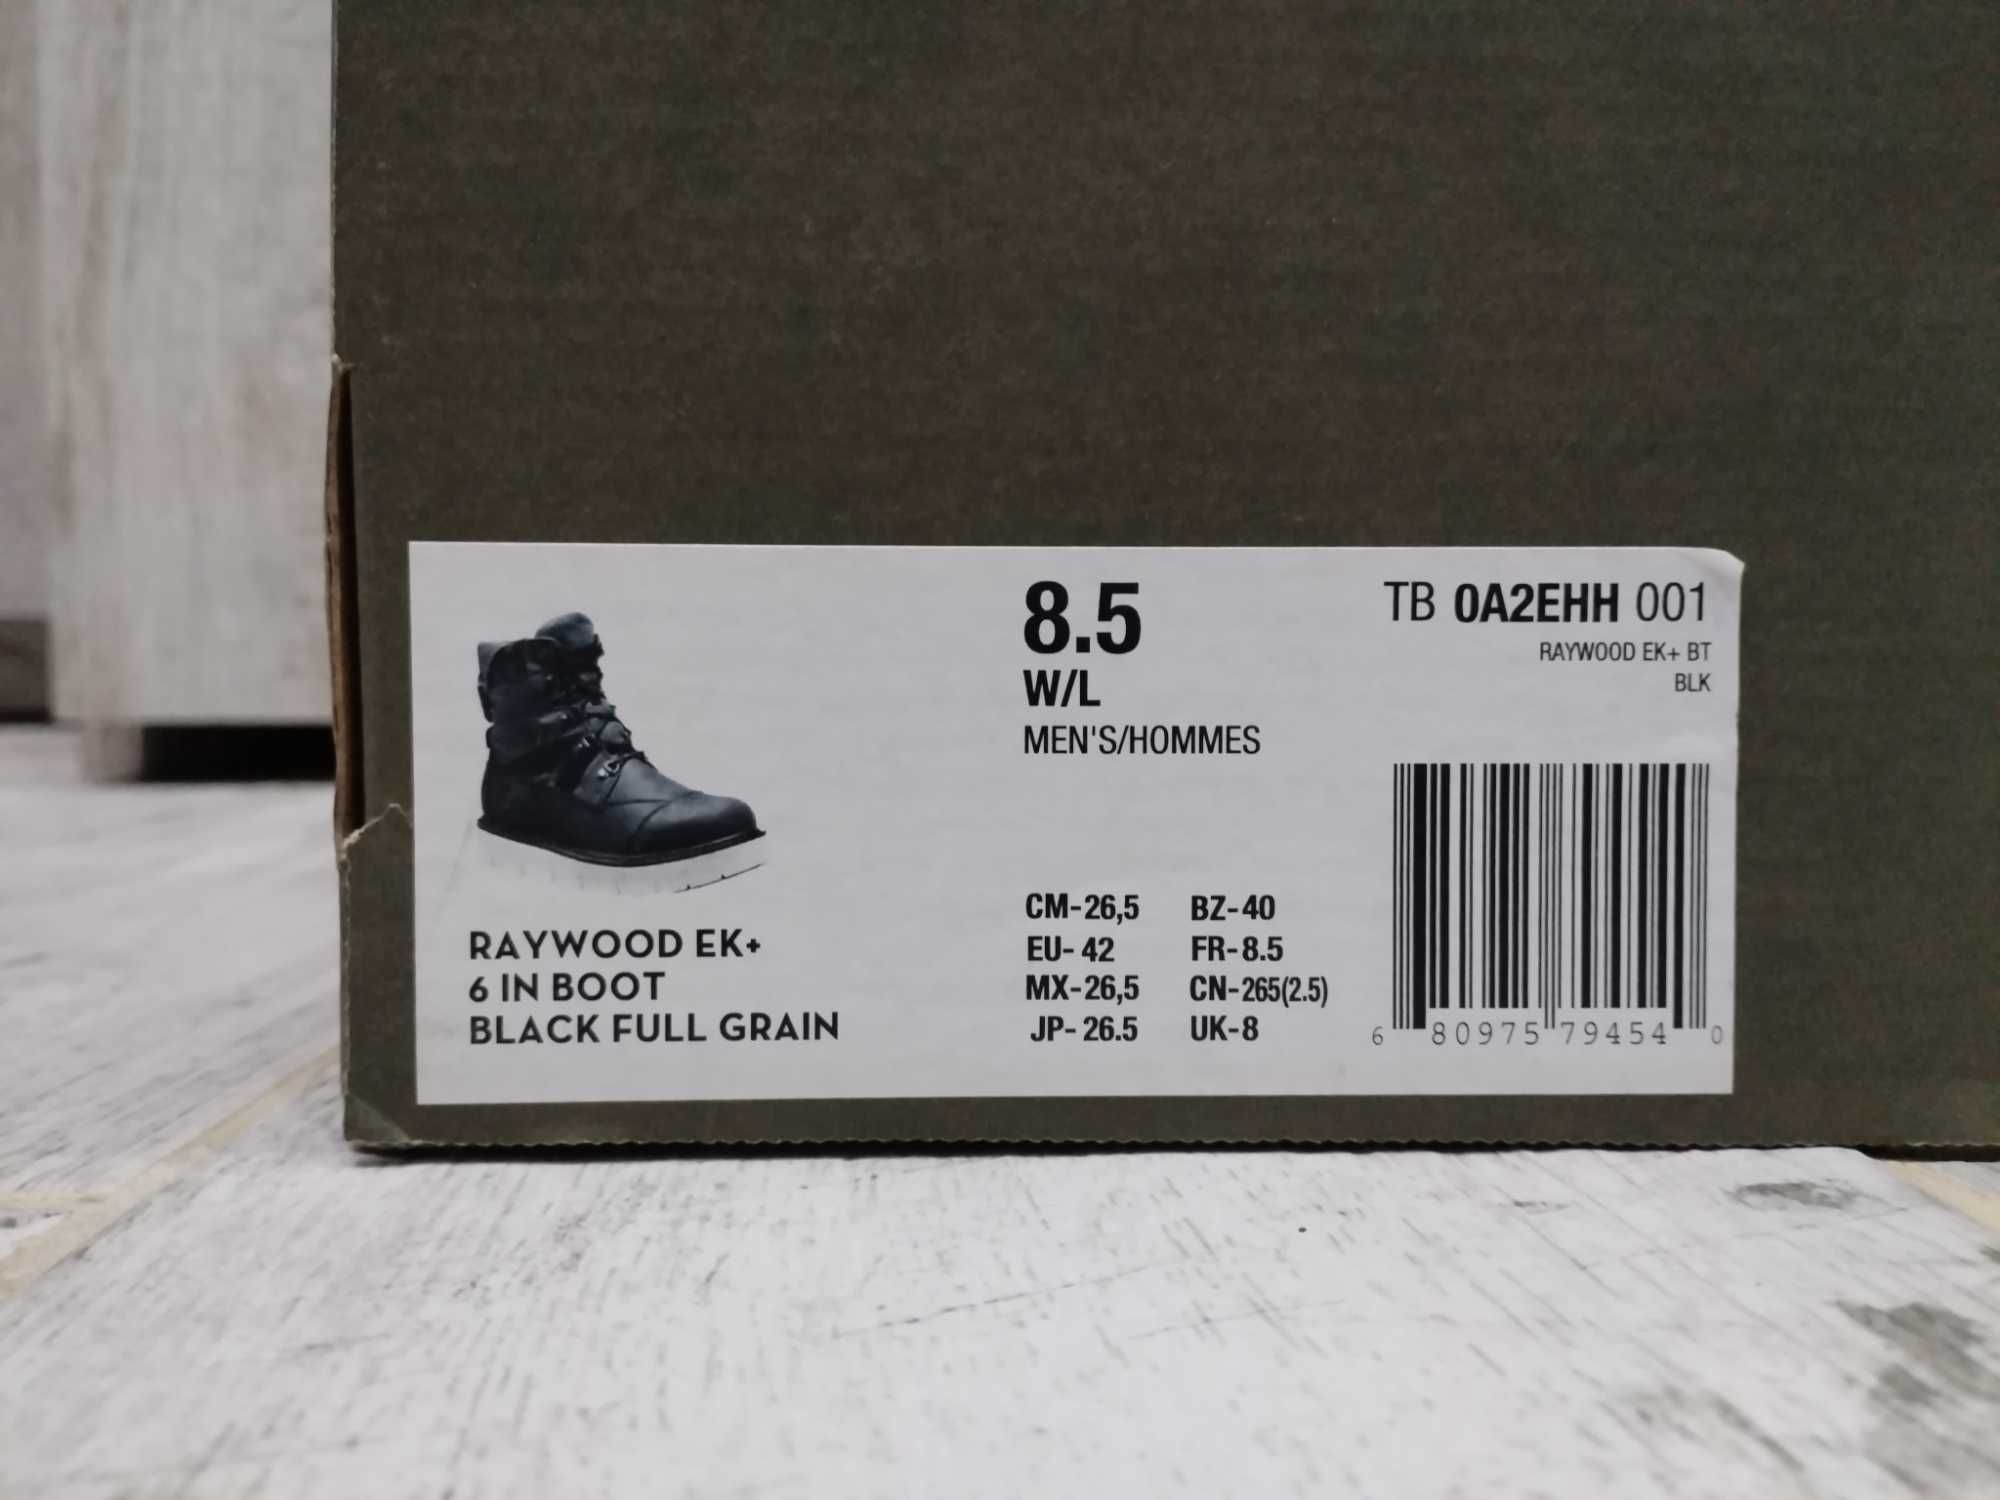 8.5
W/L
MEN'S/HOMMES
TB 0A2EHH 001
RAYWOOD EK+ BT
BLK
RAYWOOD EK+
6 IN BOOT
BLACK FULL GRAIN
CM-26,5 BZ-40
EU- 42 FR-8.5
MX-26,5 CN-265(2.5)
JP- 26.5 UK-8
6 80975 79454 0